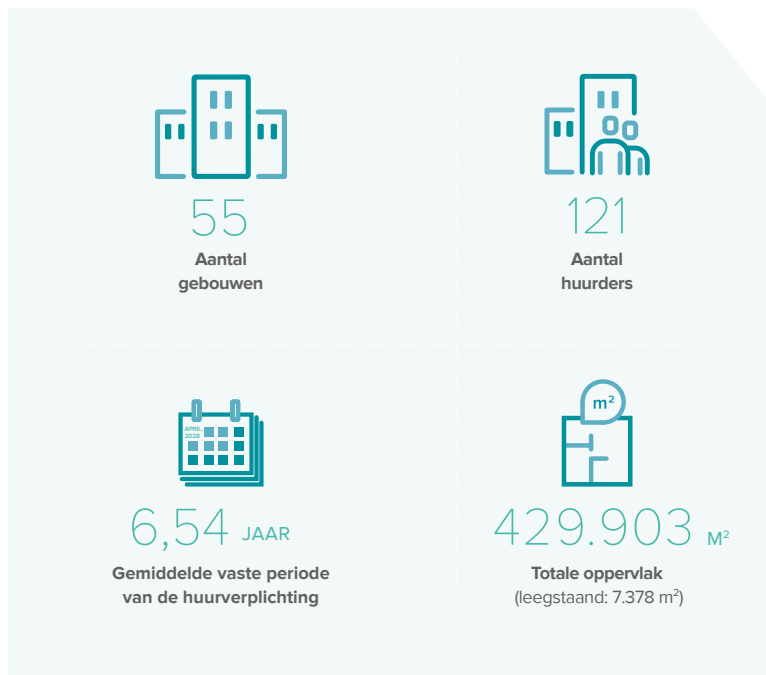 55
Aantal
gebouwen
121
Aantal
huurders
APRIL
2028
6,54 JAAR
Gemiddelde vaste periode
van de huurverplichting
m²
429.903 M²
Totale oppervlak
(leegstaand: 7.378 m²)